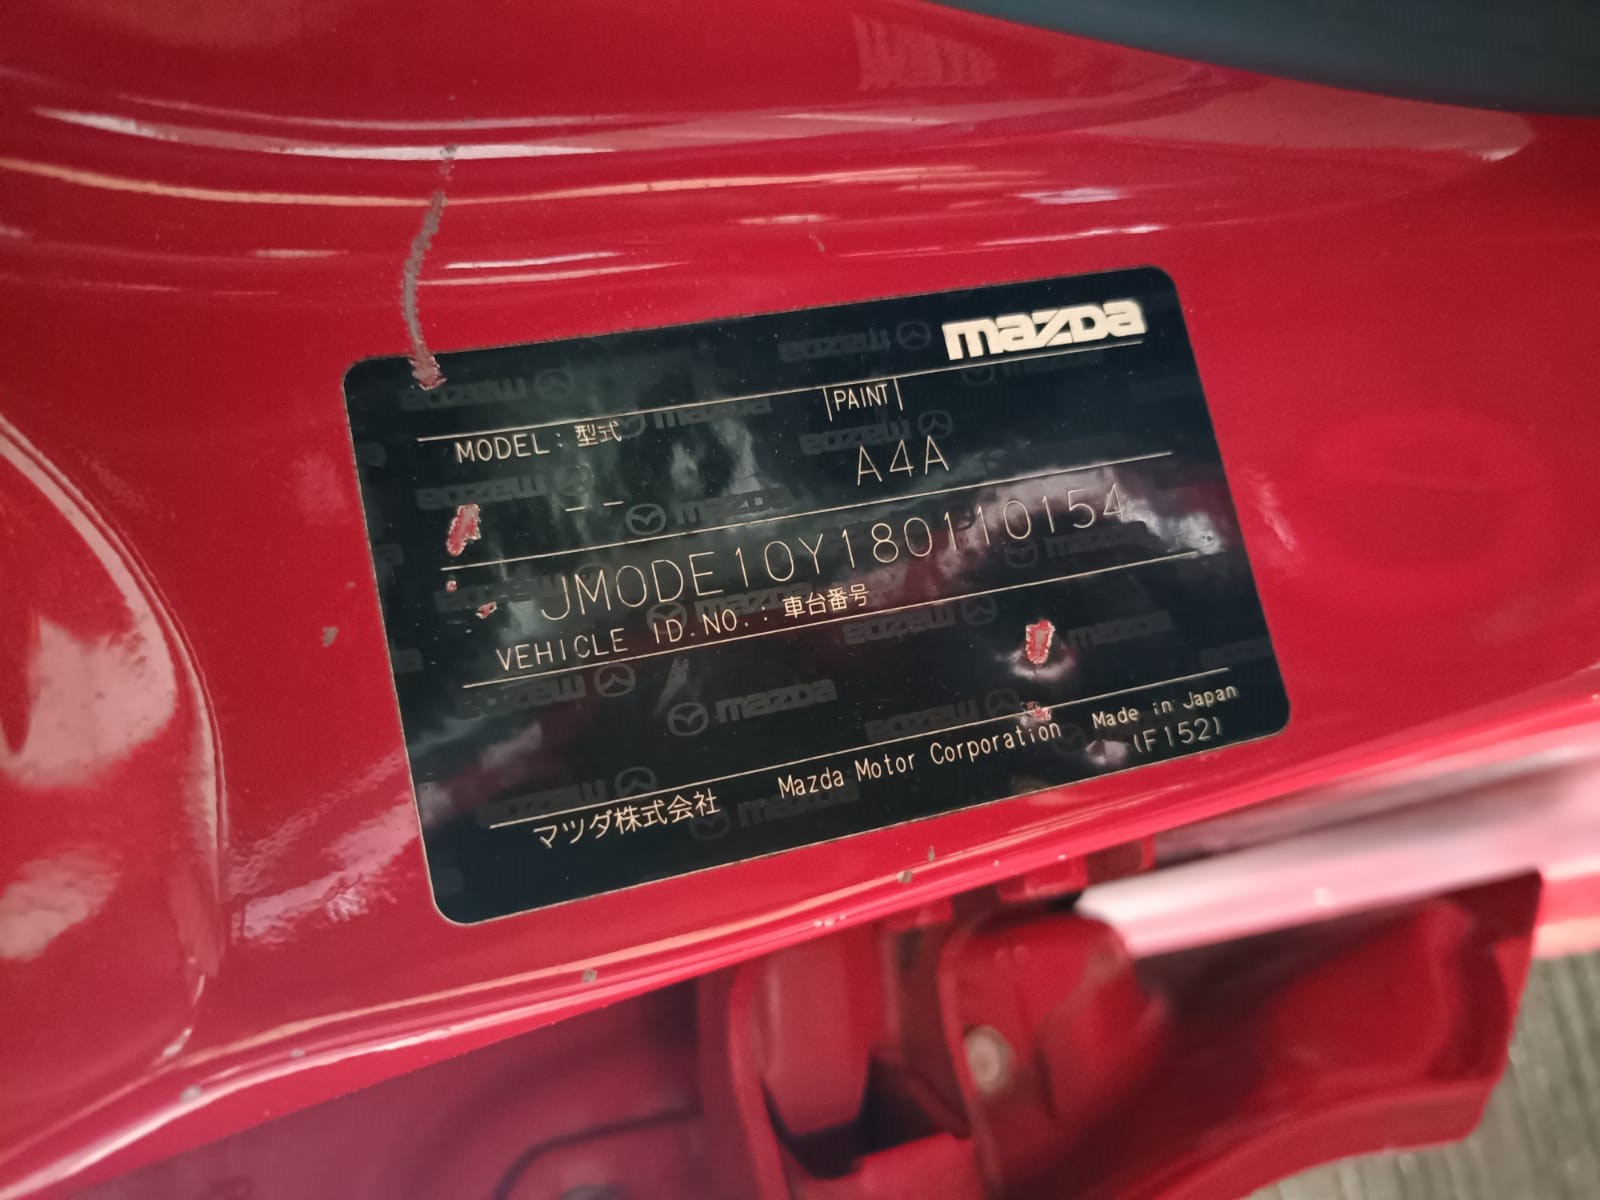 mazda
MODEL: 型式 PAINT
-- A4A
JM0DE10Y180110154
VEHICLE ID.NO.: 車台番号
マツダ株式会社 Mazda Motor Corporation Made in Japan
(F152)